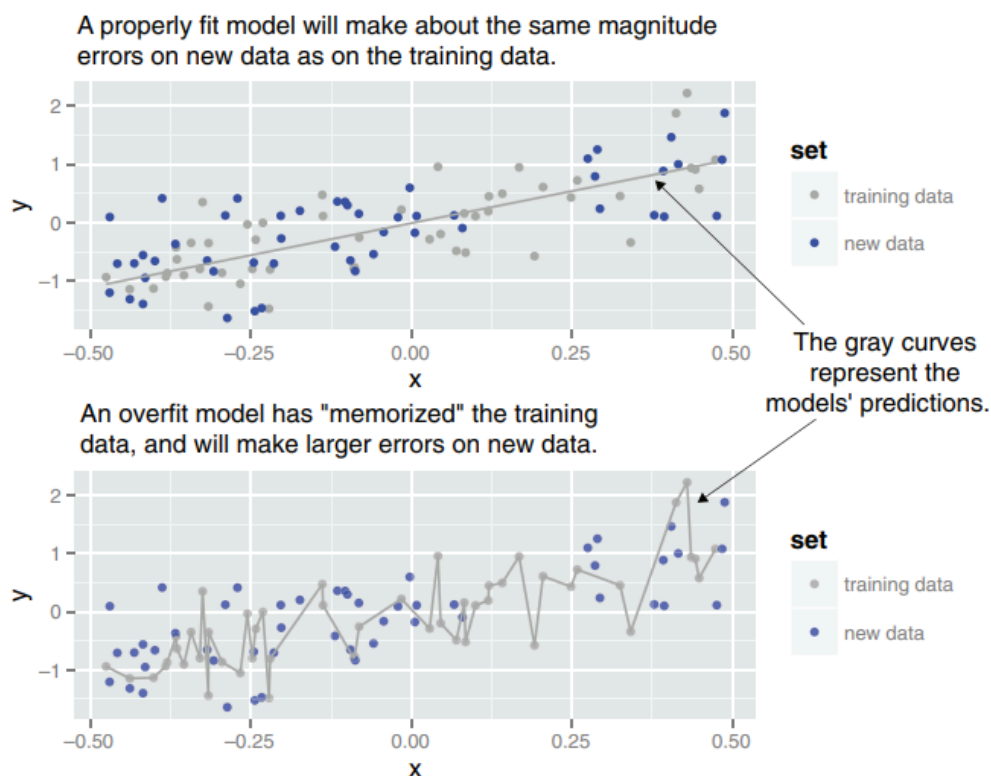 A properly fit model will make about the same magnitude
errors on new data as on the training data.
2
1
0
−1
y
−0.50
−0.25
0.00
0.25
0.50
x
set
training data
new data
The gray curves
represent the
models' predictions.
An overfit model has "memorized" the training
data, and will make larger errors on new data.
2
1
0
−1
y
−0.50
−0.25
0.00
0.25
0.50
x
set
training data
new data